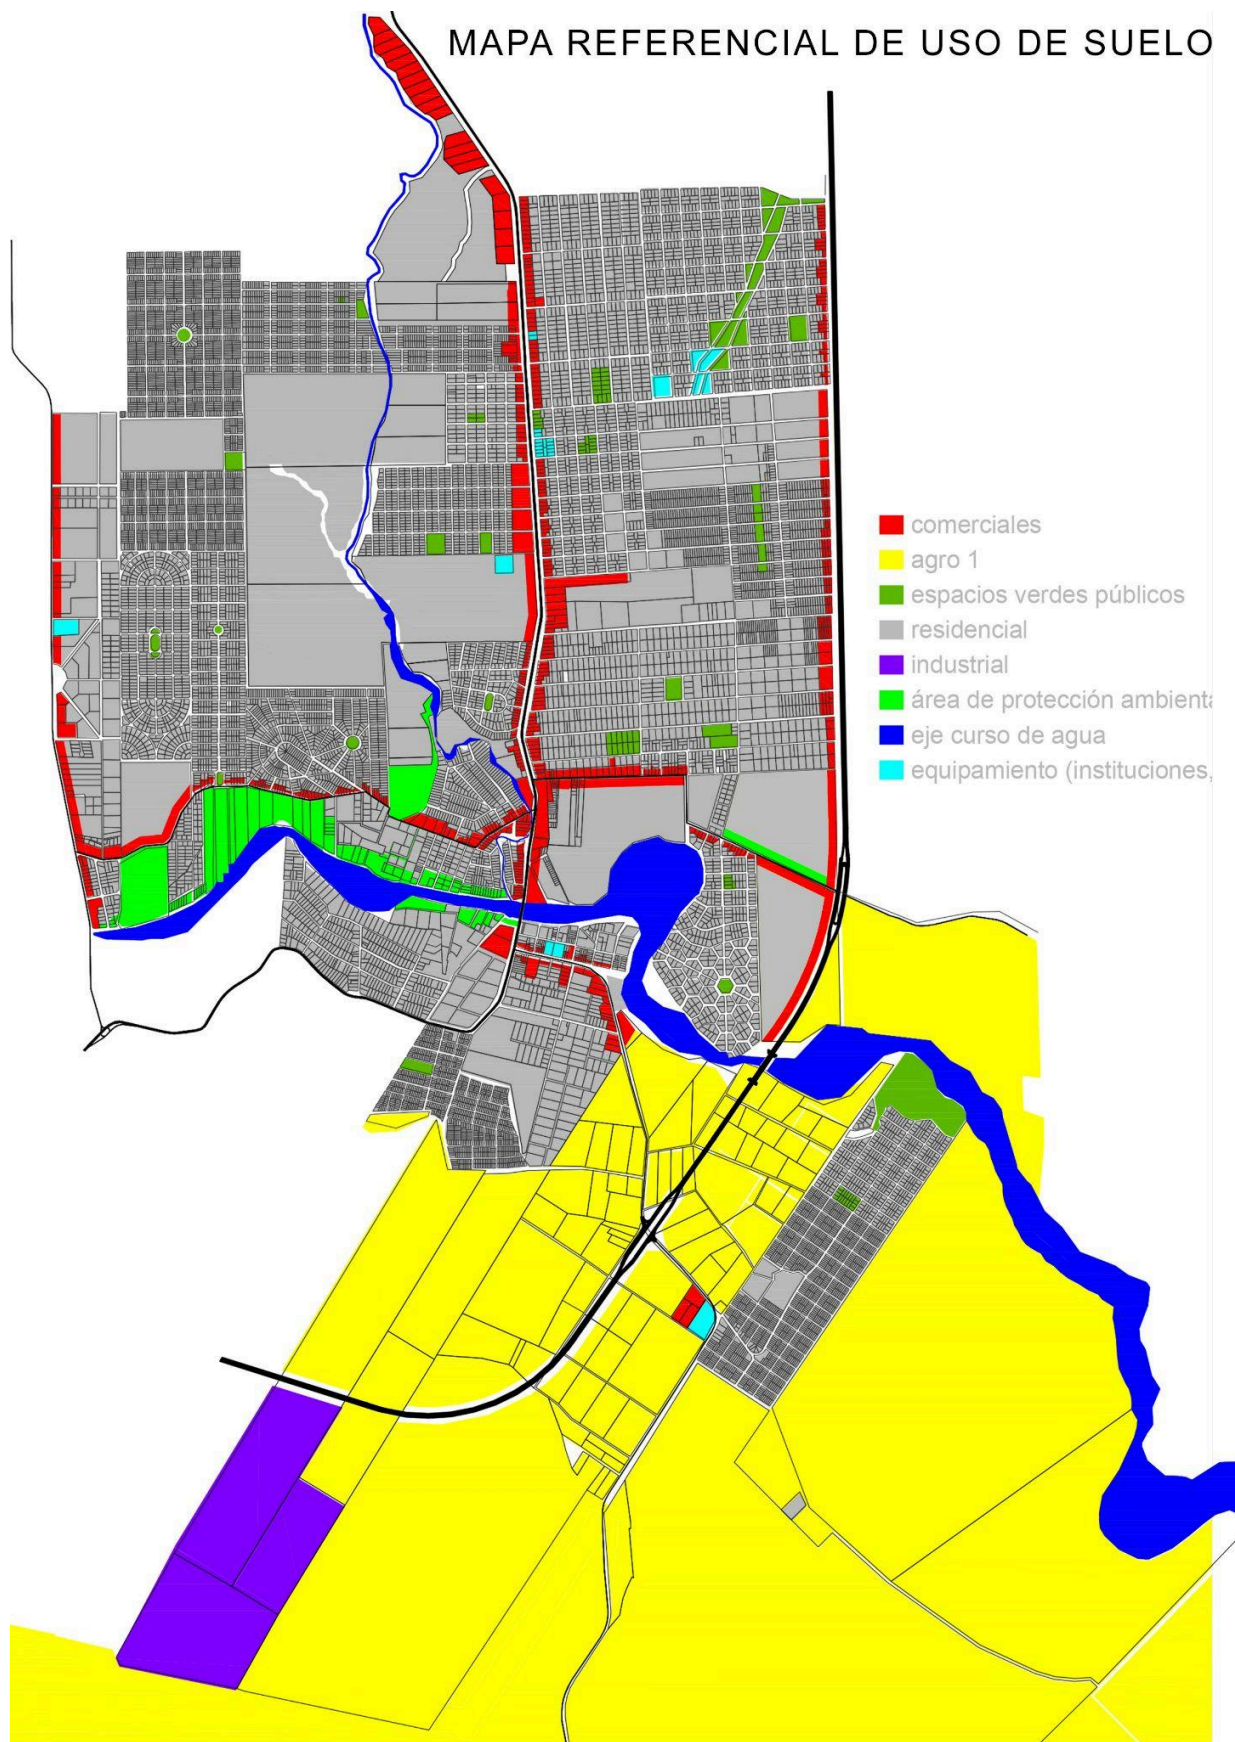 MAPA REFERENCIAL DE USO DE SUELO
comerciales
agro 1
espacios verdes públicos
residencial
industrial
área de protección ambienta
eje curso de agua
equipamiento (instituciones,